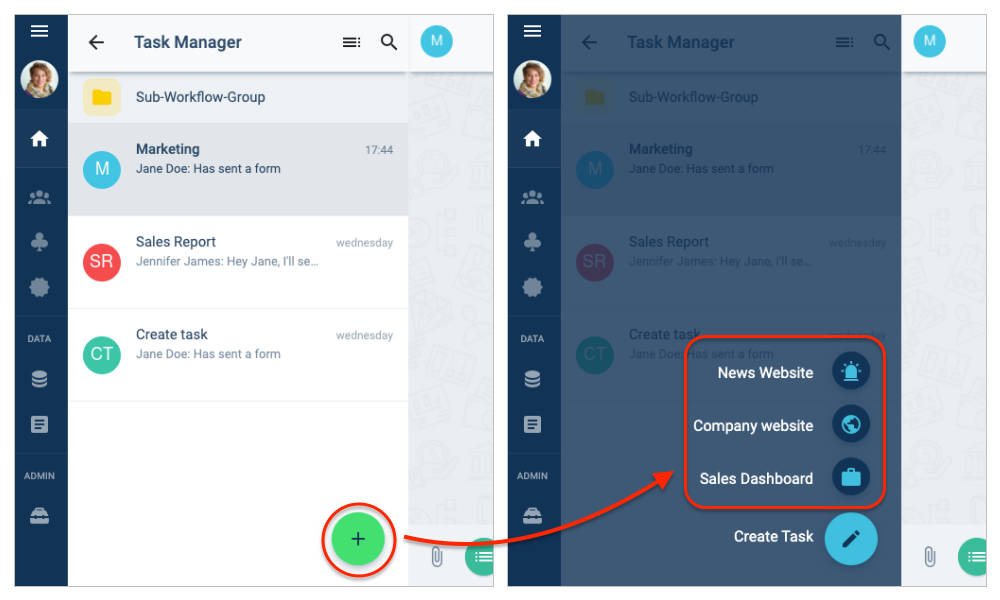 Task Manager
M
Sub-Workflow-Group
Marketing
17:44
M
Jane Doe: Has sent a form
Sales Report
wednesday
SR
Jennifer James: Hey Jane, I'll se...
Create task
wednesday
CT
Jane Doe: Has sent a form
DATA
ADMIN
Task Manager
M
Sub-Workflow-Group
Marketing
17:44
M
Jane Doe: Has sent a form
Sales Report
wednesday
SR
Jennifer James: Hey Jane, I'll se...
Create task
wednesday
CT
Jane Doe: Has sent a form
DATA
News Website
Company website
ADMIN
Sales Dashboard
Create Task